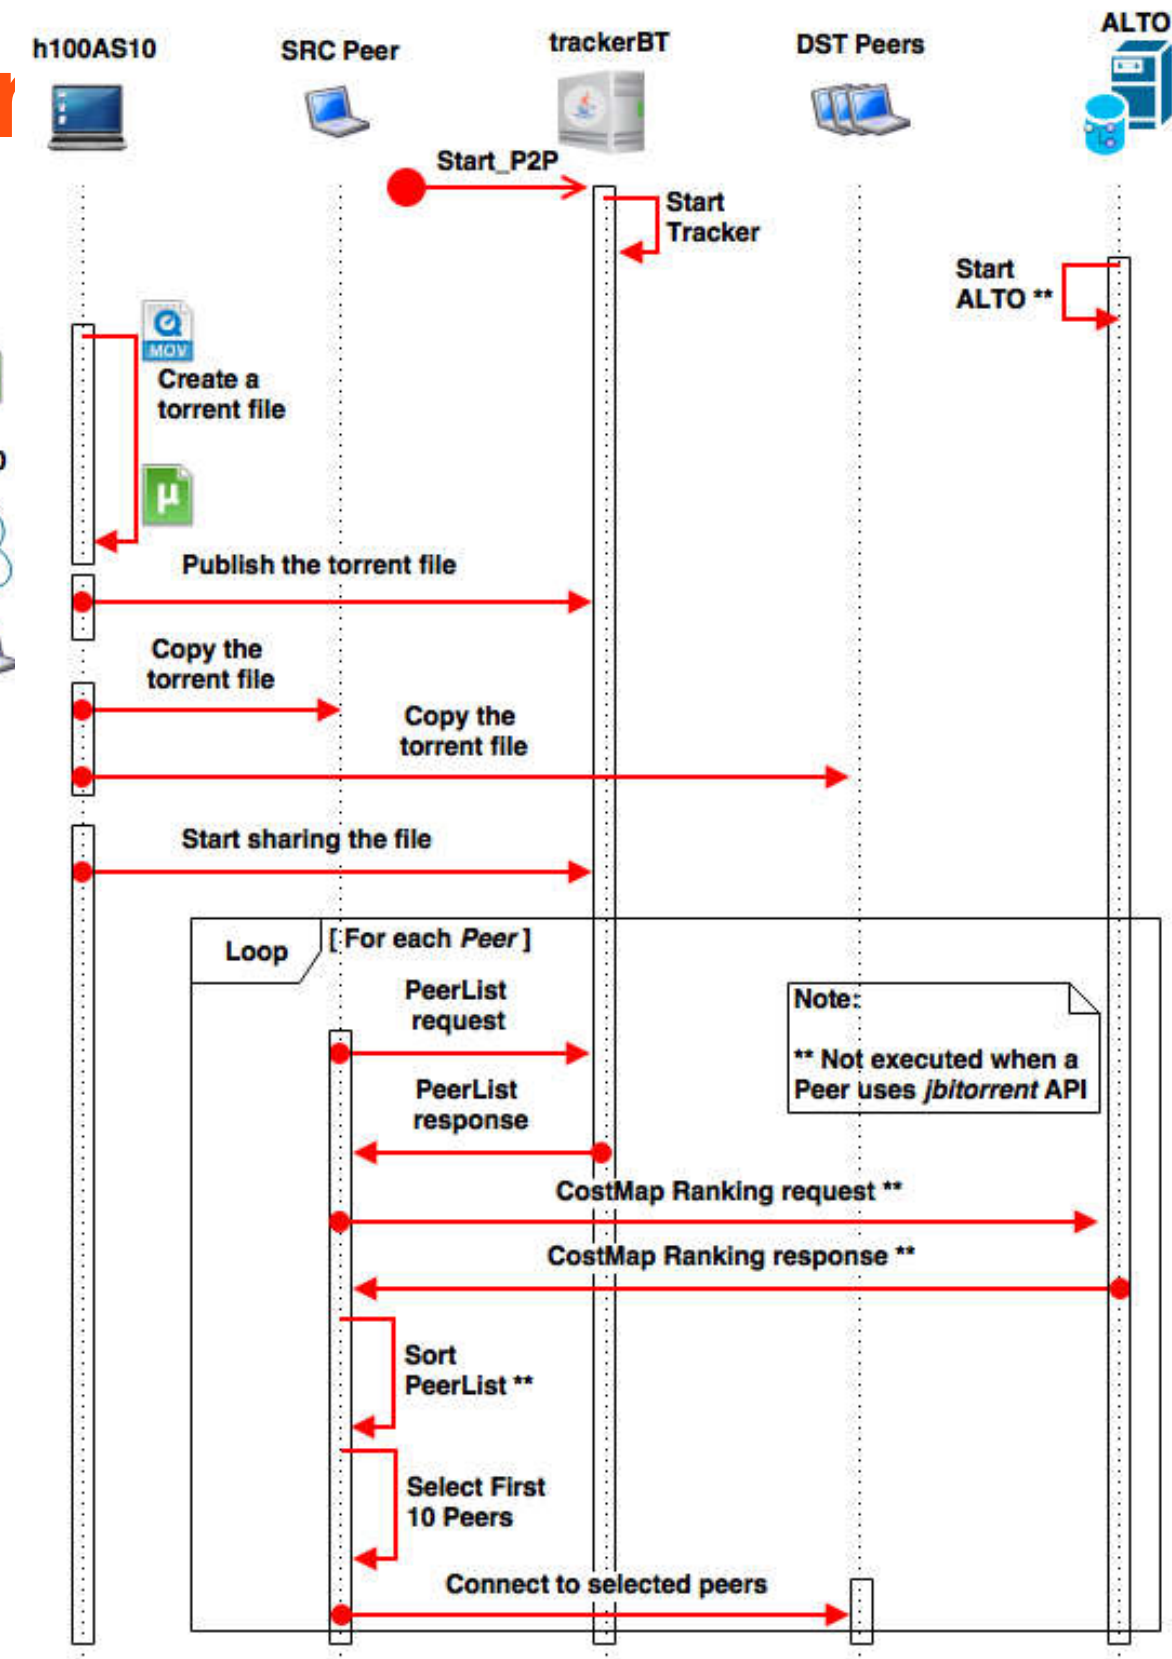 ALTO
h100AS10
SRC Peer
trackerBT
DST Peers
r
Start_P2P
Start
Tracker
Start
ALTO **
MOV
Create a
torrent file
µ
Publish the torrent file
Copy the
torrent file
Copy the
torrent file
Start sharing the file
Loop
[ For each Peer ]
PeerList
request
Note:
** Not executed when a
Peer uses jbitorrent API
PeerList
response
CostMap Ranking request **
CostMap Ranking response **
Sort
PeerList **
Select First
10 Peers
Connect to selected peers